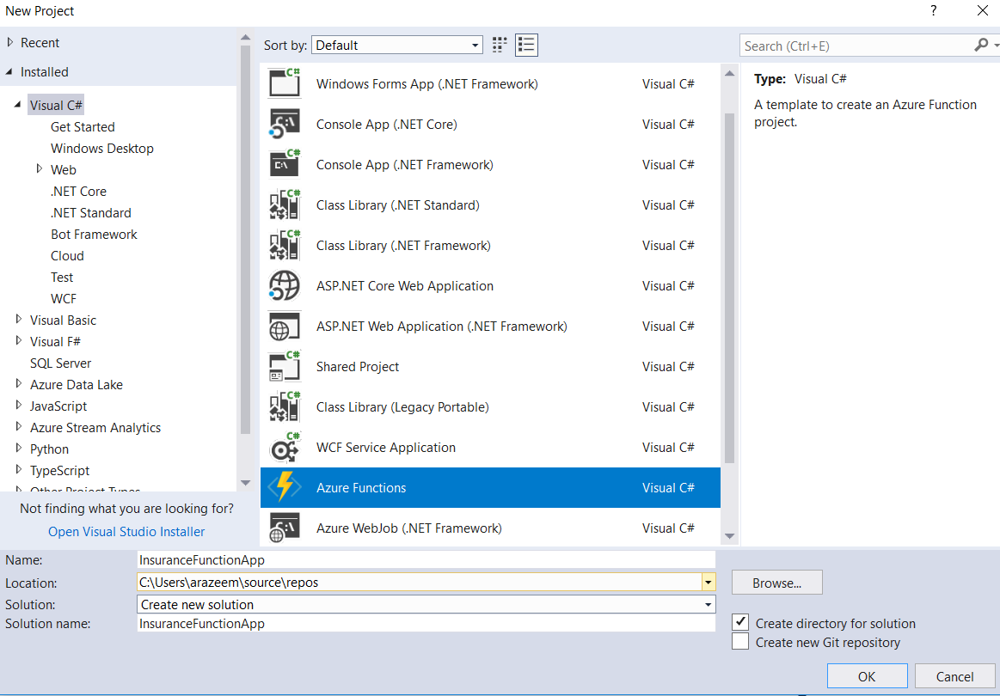 New Project
?
Recent
Installed
Visual C#
Get Started
Windows Desktop
Web
.NET Core
.NET Standard
Bot Framework
Cloud
Test
WCF
Visual Basic
Visual F#
SQL Server
Azure Data Lake
JavaScript
Azure Stream Analytics
Python
TypeScript
Other Project Types
Not finding what you are looking for?
Open Visual Studio Installer
Sort by: Default
Windows Forms App (.NET Framework) Visual C#
Console App (.NET Core) Visual C#
Console App (.NET Framework) Visual C#
Class Library (.NET Standard) Visual C#
Class Library (.NET Framework) Visual C#
ASP.NET Core Web Application Visual C#
ASP.NET Web Application (.NET Framework) Visual C#
Shared Project Visual C#
Class Library (Legacy Portable) Visual C#
WCF Service Application Visual C#
Azure Functions Visual C#
Azure WebJob (.NET Framework) Visual C#
Search (Ctrl+E)
Type: Visual C#
A template to create an Azure Function
project.
Name: InsuranceFunctionApp
Location: C:\Users\arazeem\source\repos
Browse...
Solution: Create new solution
Solution name: InsuranceFunctionApp
Create directory for solution
Create new Git repository
OK
Cancel